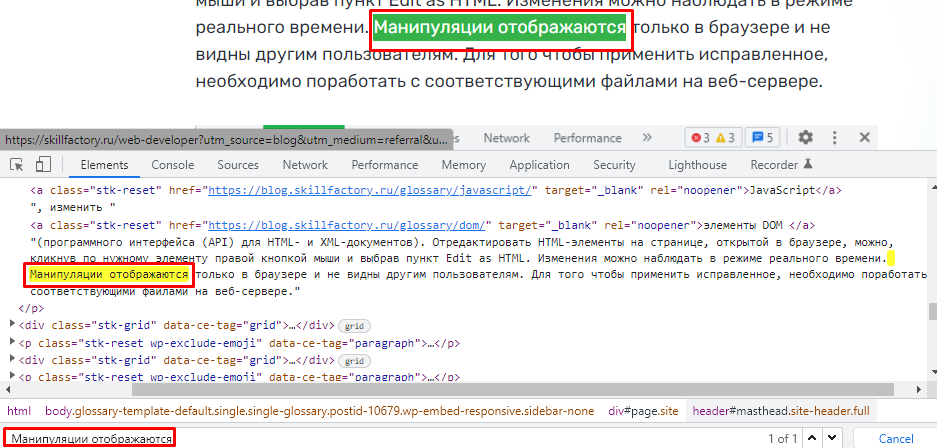 мыши и выбрав пункт Edit as HTML. Изменения можно наблюдать в режиме
реального времени. Манипуляции отображаются только в браузере и не
видны другим пользователям. Для того чтобы применить исправленное,
необходимо поработать с соответствующими файлами на веб-сервере.
https://skillfactory.ru/web-developer?utm_source=blog&utm_medium=referral&u... es Network Performance » 3 3 5
Elements Console Sources Network Performance Memory Application Security Lighthouse Recorder
<a class="stk-reset" href="https://blog.skillfactory.ru/glossary/javascript/" target="_blank" rel="noopener">JavaScript</a>
", изменить "
<a class="stk-reset" href="https://blog.skillfactory.ru/glossary/dom/" target="_blank" rel="noopener">элементы DOM </a>
"(программного интерфейса (API) для HTML- и XML-документов). Отредактировать HTML-элементы на странице, открытой в браузере, можно,
кликнув по нужному элементу правой кнопкой мыши и выбрав пункт Edit as HTML. Изменения можно наблюдать в режиме реального времени.
Манипуляции отображаются только в браузере и не видны другим пользователям. Для того чтобы применить исправленное, необходимо поработать
соответствующими файлами на веб-сервере."
</p>
<div class="stk-grid" data-ce-tag="grid">…</div> grid
<p class="stk-reset wp-exclude-emoji" data-ce-tag="paragraph">…</p>
<div class="stk-grid" data-ce-tag="grid">…</div> grid
<p class="stk-reset wp-exclude-emoji" data-ce-tag="paragraph">…</p>
html body.glossary-template-default.single.single-glossary.postid-10679.wp-embed-responsive.sidebar-none div#page.site header#masthead.site-header.full
Манипуляции отображаются 1 of 1 Cancel